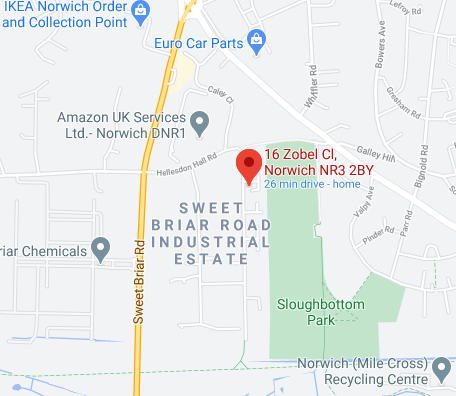 IKEA Norwich Order
and Collection Point
Lefroy Rd
Bowers Ave
Euro Car Parts
Whiffler Rd
Caley Cl
Gresham Rd
Amazon UK Services
Ltd.- Norwich DNR1
Galley Hill
Bignold Rd
Hellesdon Hall Rd
16 Zobel Cl,
Norwich NR3 2BY
26 min drive - home
Valpy Ave
Parr Rd
SWEET
BRIAR ROAD
INDUSTRIAL
ESTATE
Pinder Rd
riar Chemicals
Sweet Briar Rd
Sloughbottom
Park
Norwich (Mile Cross)
Recycling Centre